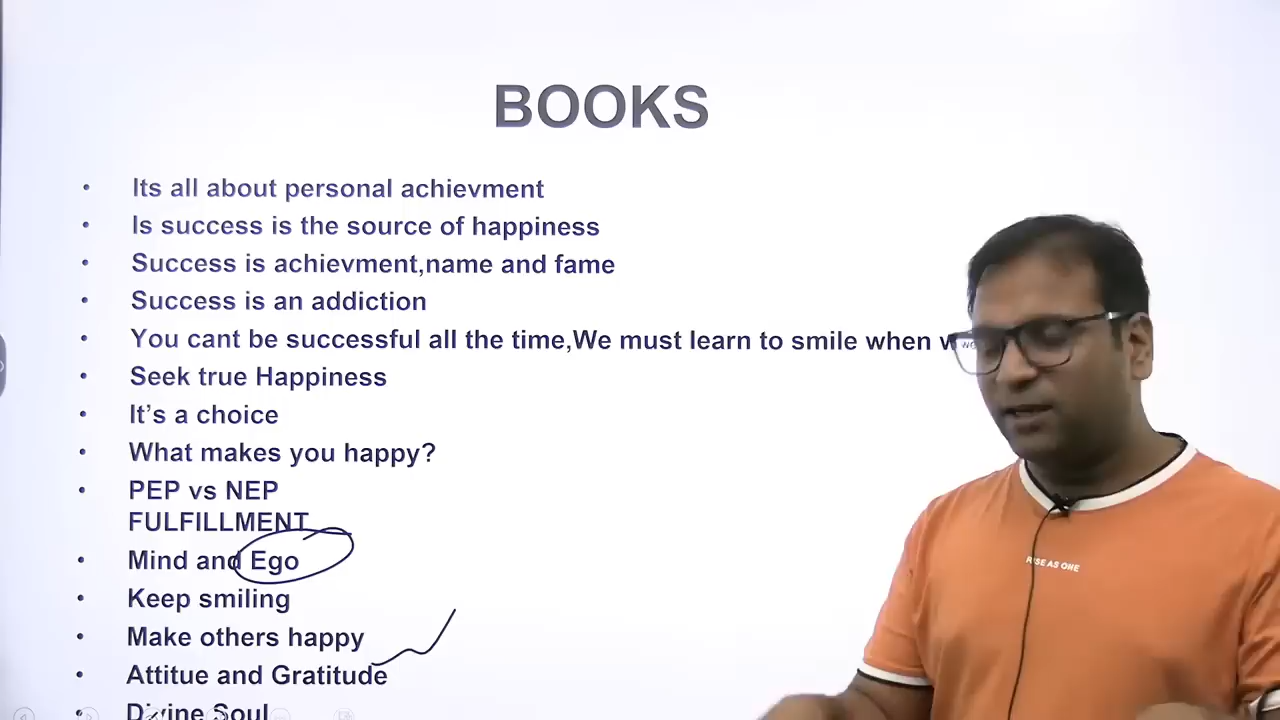 BOOKS
• Its all about personal achievment
• Is success is the source of happiness
• Success is achievment,name and fame
• Success is an addiction
• You cant be successful all the time,We must learn to smile when
• Seek true Happiness
• It’s a choice
• What makes you happy?
• PEP vs NEP
FULFILLMENT
• Mind and Ego
• Keep smiling
• Make others happy
• Attitue and Gratitude
• Divine Soul
RISE AS ONE